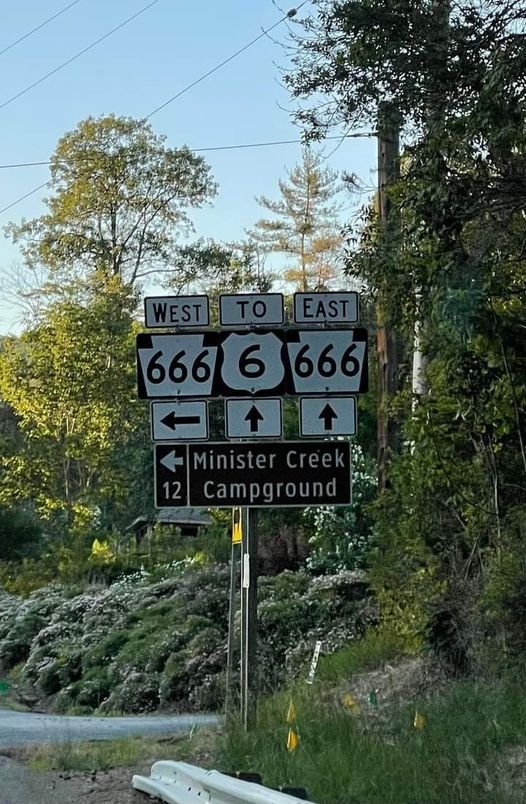 WEST TO EAST
666 6 666
Minister Creek
12 Campground